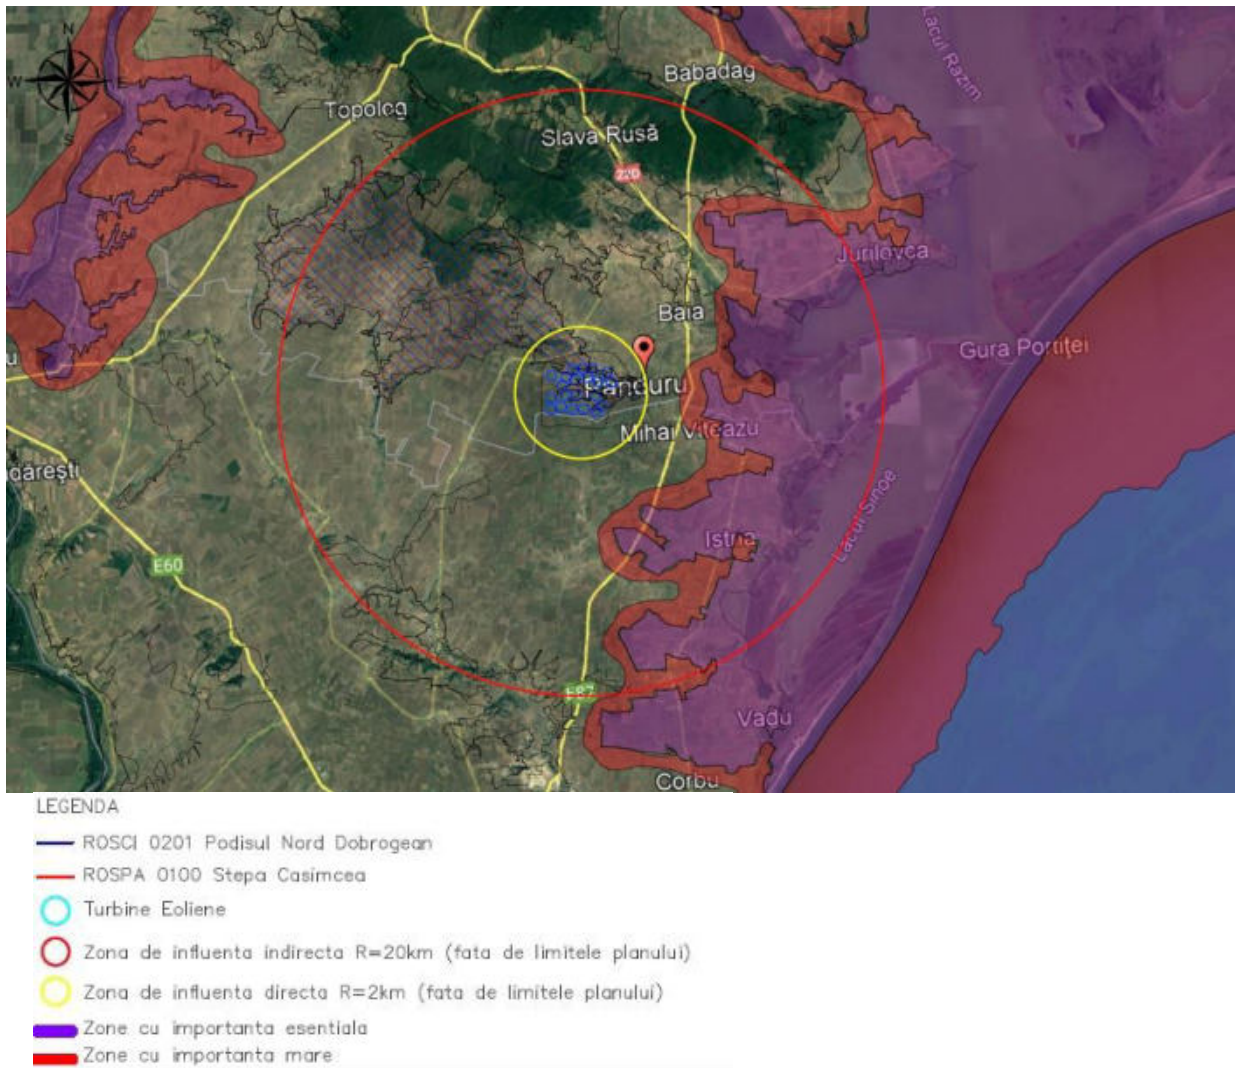 N
W
S
Babadag
Lacul Razim
Topolog
Slava Rusă
220
Jurilovca
Baia
Gura Portiței
Panduru
Mihai Viteazu
dărești
Lacul Sinoe
Istria
E60
E87
Vadu
Corbu
LEGENDA
ROSCI 0201 Podisul Nord Dobrogean
ROSPA 0100 Stepa Casimcea
Turbine Eoliene
Zona de influenta indirecta R=20km (fata de limitele planului)
Zona de influenta directa R=2km (fata de limitele planului)
Zone cu importanta esentiala
Zone cu importanta mare